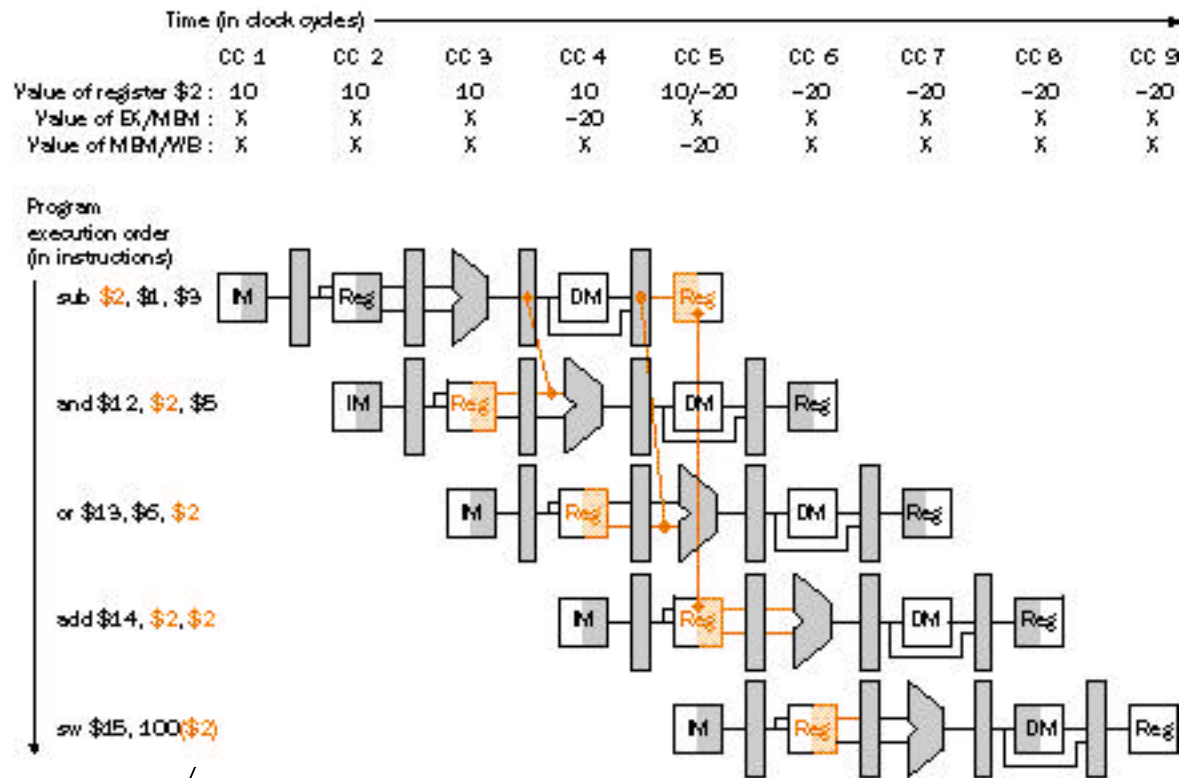 Time (in clock cycles)
CC 1 CC 2 CC 3 CC 4 CC 5 CC 6 CC 7 CC 8 CC 9
Value of register $2 : 10 10 10 10 10/-20 -20 -20 -20 -20
Value of EX/MEM : X X X -20 X X X X X
Value of MEM/WB : X X X X -20 X X X X
Program
execution order
(in instructions)
sub $2, $1, $3
IM Reg DM Reg
and $12, $2, $5
IM Reg DM Reg
or $13, $6, $2
IM Reg DM Reg
add $14, $2, $2
IM Reg DM Reg
sw $15, 100($2)
IM Reg DM Reg
/